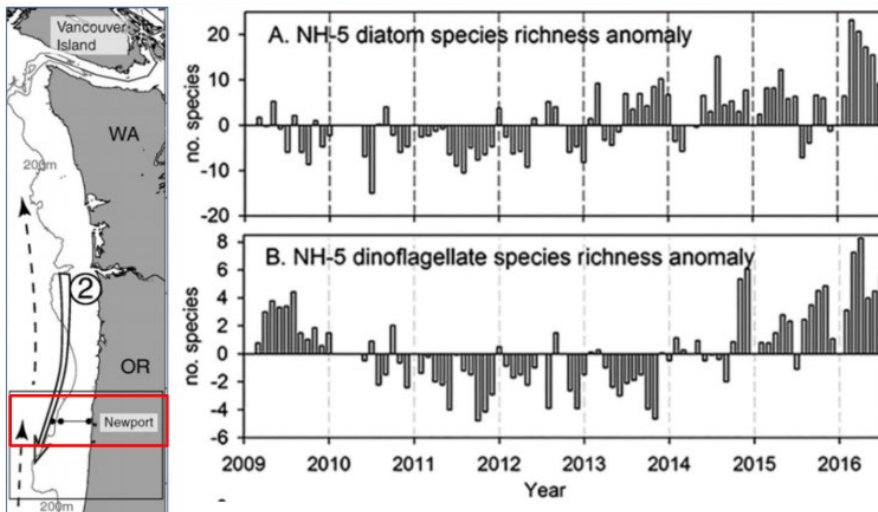 Vancouver
Island
200m
WA
②
OR
Newport
200m
A. NH-5 diatom species richness anomaly
no. species
20
10
0
-10
-20
B. NH-5 dinoflagellate species richness anomaly
no. species
8
6
4
2
0
-2
-4
-6
2009 2010 2011 2012 2013 2014 2015 2016
Year